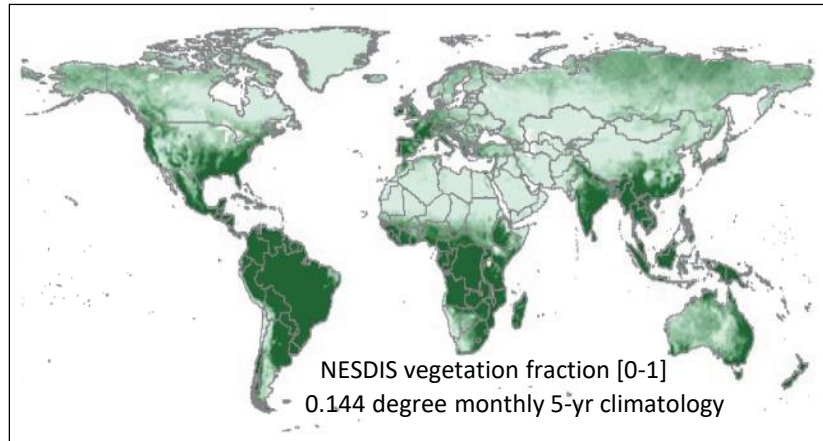 NESDIS vegetation fraction [0-1]
0.144 degree monthly 5-yr climatology